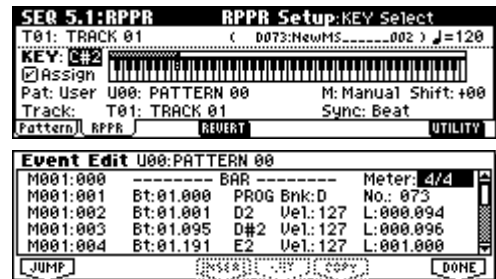 SEQ 5.1:RPPR RPPR Setup:KEY Select
T01: TRACK 01 ( D073:NewMS______002 ) ♩=120
KEY: C#2
Assign
Pat: User U00: PATTERN 00 M: Manual Shift: +00
Track: T01: TRACK 01 Sync: Beat
Pattern RPPR REVERT UTILITY
Event Edit U00:PATTERN 00
M001:000 -------- BAR -------- Meter: 4/4
M001:001 Bt:01.000 PROG Bnk:D No.: 073
M001:002 Bt:01.001 D2 Vel.:127 L:000.094
M001:003 Bt:01.095 D#2 Vel.:127 L:000.096
M001:004 Bt:01.191 E2 Vel.:127 L:001.000
JUMP INSERT CUT COPY DONE